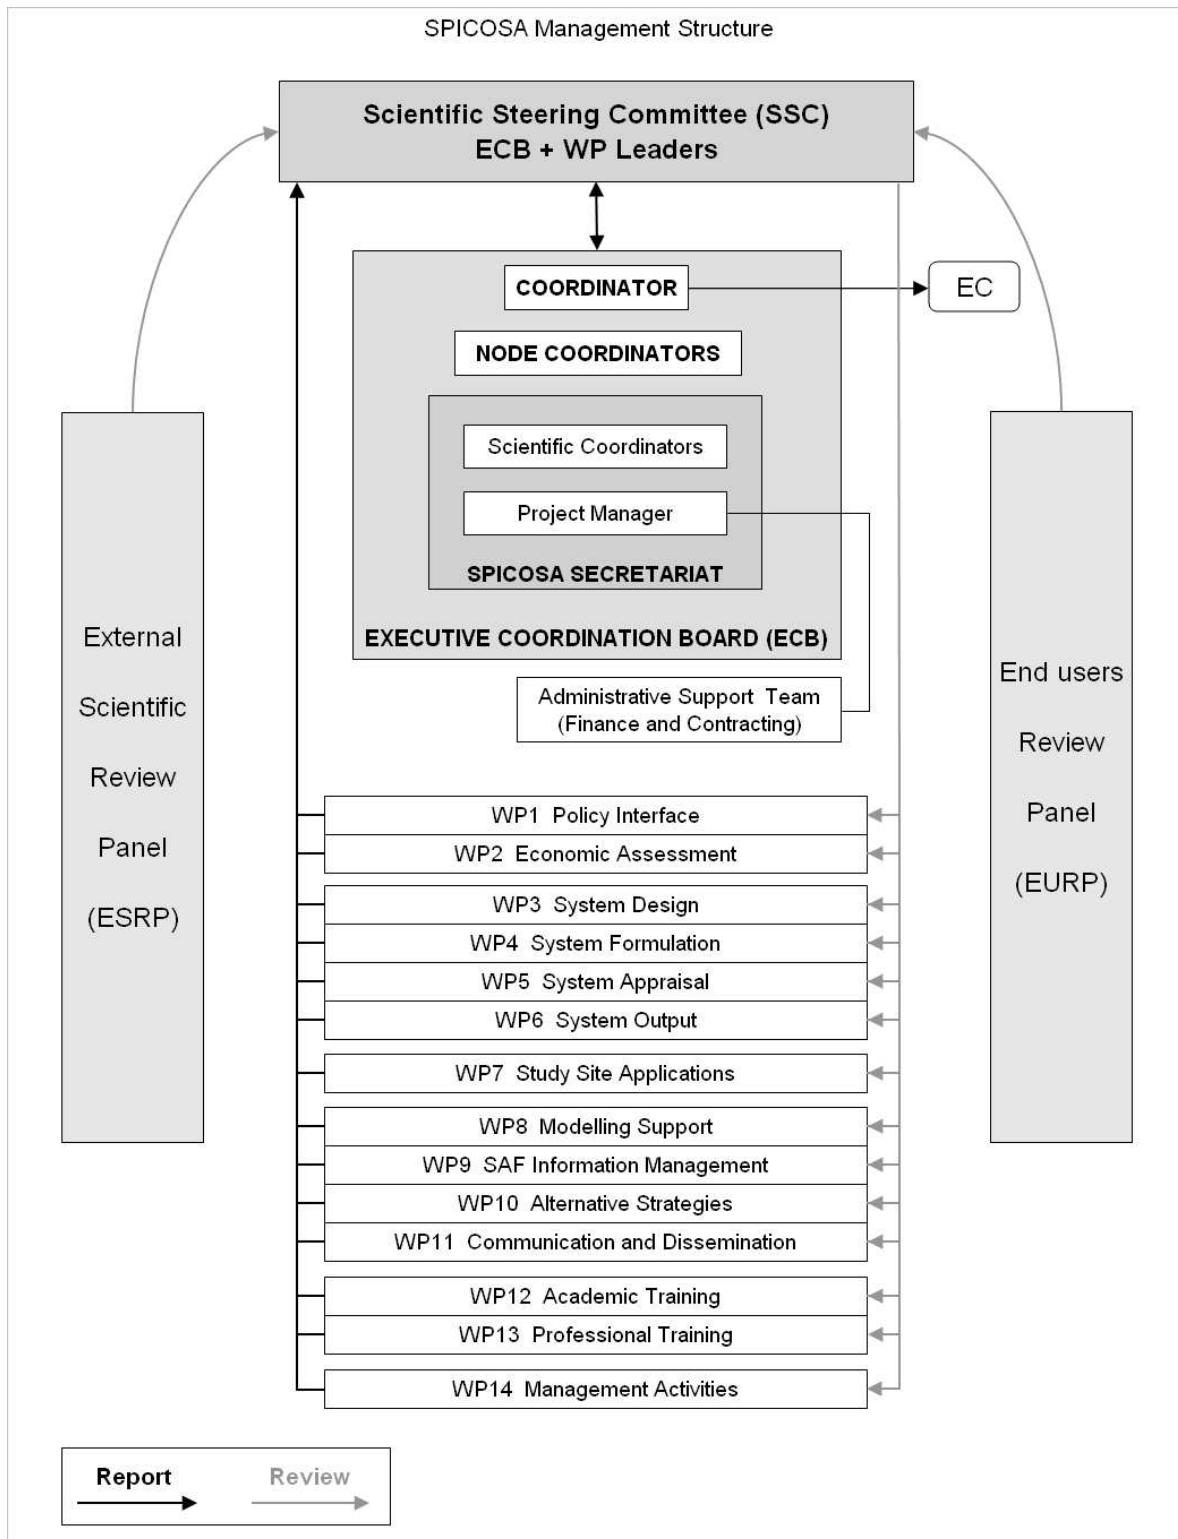 SPICOSA Management Structure
Scientific Steering Committee (SSC)
ECB + WP Leaders
COORDINATOR
EC
NODE COORDINATORS
Scientific Coordinators
Project Manager
SPICOSA SECRETARIAT
EXECUTIVE COORDINATION BOARD (ECB)
Administrative Support Team
(Finance and Contracting)
External
Scientific
Review
Panel
(ESRP)
End users
Review
Panel
(EURP)
WP1 Policy Interface
WP2 Economic Assessment
WP3 System Design
WP4 System Formulation
WP5 System Appraisal
WP6 System Output
WP7 Study Site Applications
WP8 Modelling Support
WP9 SAF Information Management
WP10 Alternative Strategies
WP11 Communication and Dissemination
WP12 Academic Training
WP13 Professional Training
WP14 Management Activities
Report
Review